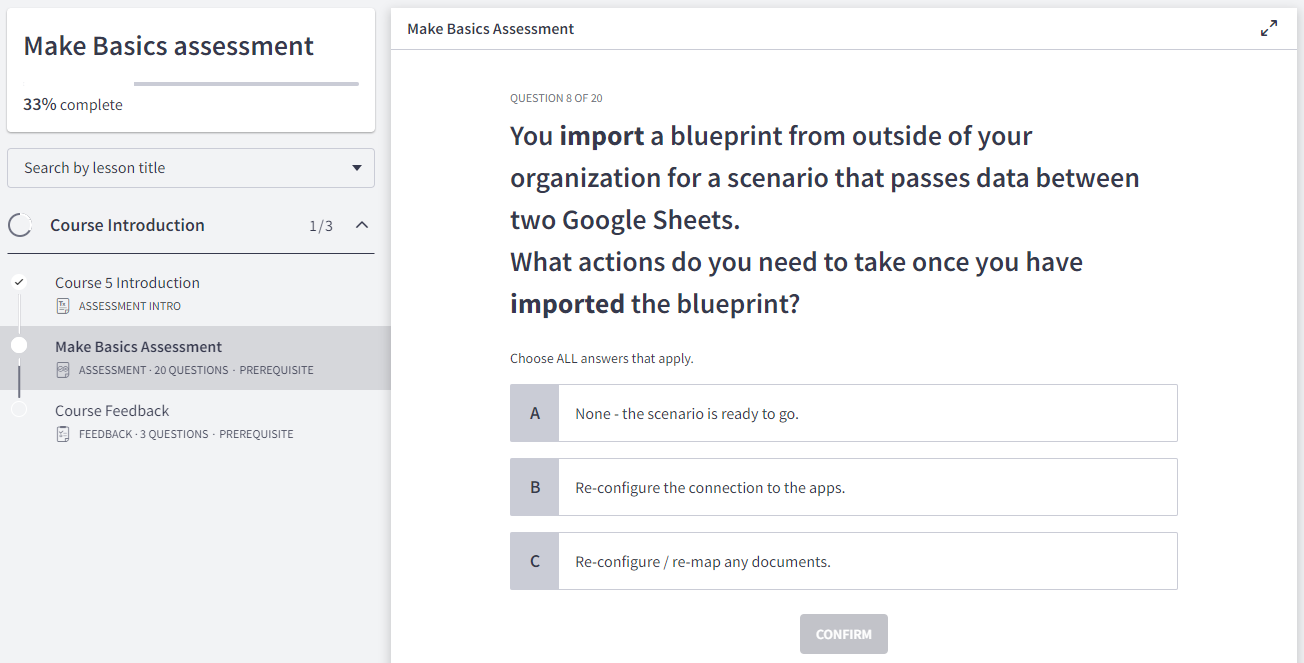 Make Basics assessment
33% complete
Search by lesson title
Course Introduction 1/3
Course 5 Introduction
ASSESSMENT INTRO
Make Basics Assessment
ASSESSMENT · 20 QUESTIONS · PREREQUISITE
Course Feedback
FEEDBACK · 3 QUESTIONS · PREREQUISITE
Make Basics Assessment
QUESTION 8 OF 20
You import a blueprint from outside of your
organization for a scenario that passes data between
two Google Sheets.
What actions do you need to take once you have
imported the blueprint?
Choose ALL answers that apply.
A None - the scenario is ready to go.
B Re-configure the connection to the apps.
C Re-configure / re-map any documents.
CONFIRM